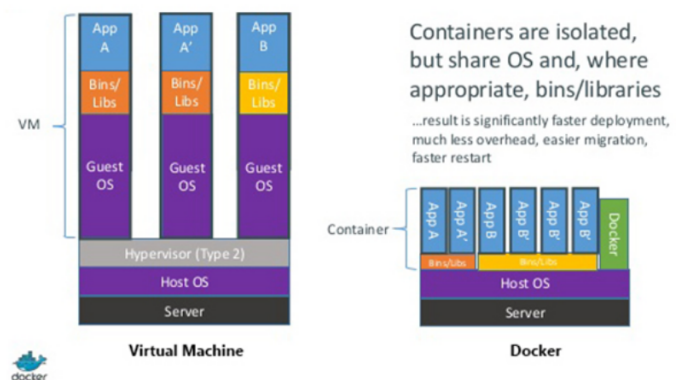 App
A
App
A'
App
B
Bins/
Libs
Bins/
Libs
Bins/
Libs
VM
Guest
OS
Guest
OS
Guest
OS
Hypervisor (Type 2)
Host OS
Server
Virtual Machine
docker
Containers are isolated,
but share OS and, where
appropriate, bins/libraries
...result is significantly faster deployment,
much less overhead, easier migration,
faster restart
Container
App A
App A'
App B
App B'
App B'
App B'
Docker
Bins/Libs
Bins/Libs
Host OS
Server
Docker